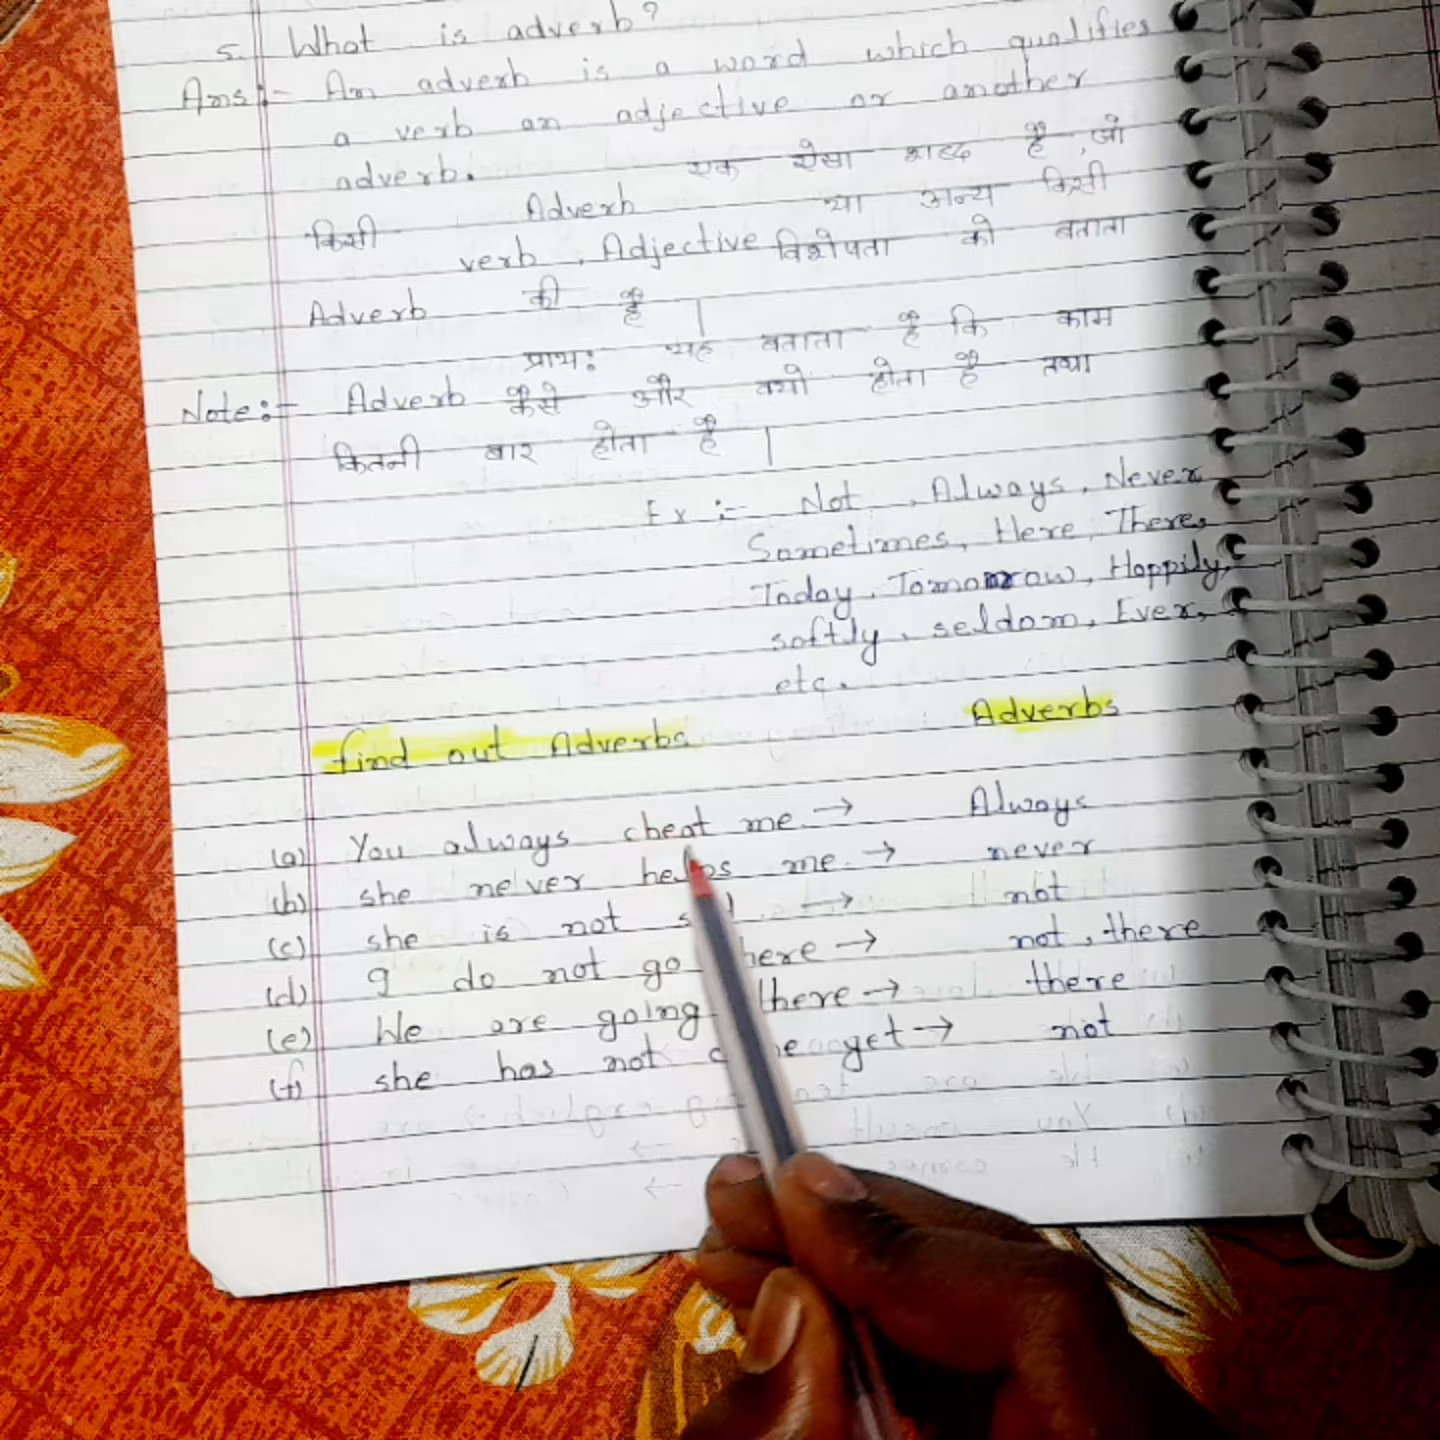 5. What is adverb?
Ans:- An adverb is a word which qualifies
a verb an adjective or another
adverb.
Adverb एक ऐसा शब्द है, जो
किसी verb, Adjective या अन्य किसी
Adverb की विशेषता को बताता
है |
Note:- Adverb प्रायः यह बताता है कि काम
कैसे और क्यों होता है तथा
कितनी बार होता है |
Ex:- Not, Always, Never
Sometimes, Here, There,
Today, Tomorrow, Happily,
softly, seldom, Ever,
etc.
find out Adverbs Adverbs
(a) You always cheat me → Always
(b) she never helps me. → never
(c) she is not → not
(d) I do not go here → not, there
(e) We are going there → there
(f) she has not yet → not